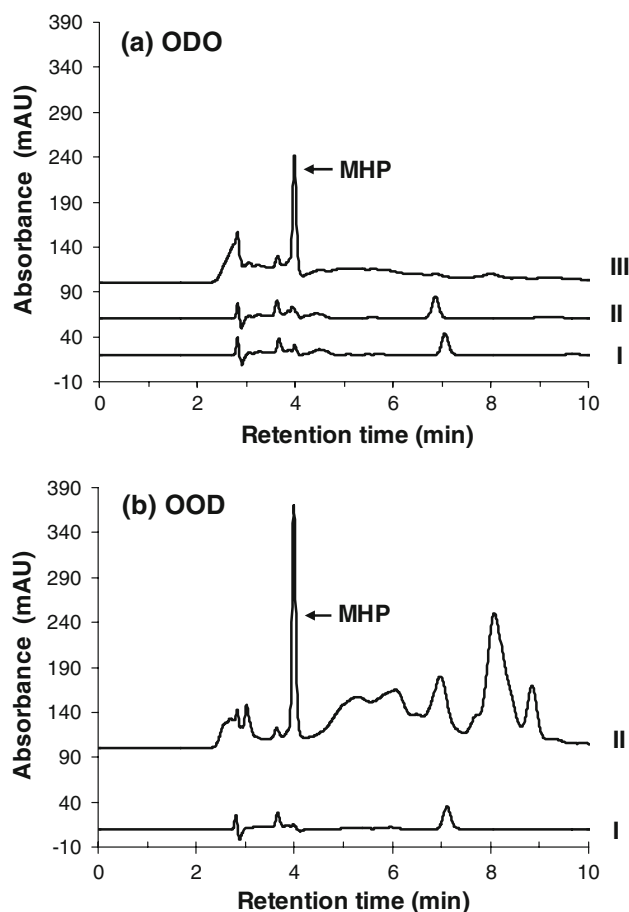 (a) ODO
390
340
290
240
190
140
90
40
-10
Absorbance (mAU)
MHP
III
II
I
0 2 4 6 8 10
Retention time (min)
(b) OOD
390
340
290
240
190
140
90
40
-10
Absorbance (mAU)
MHP
II
I
0 2 4 6 8 10
Retention time (min)